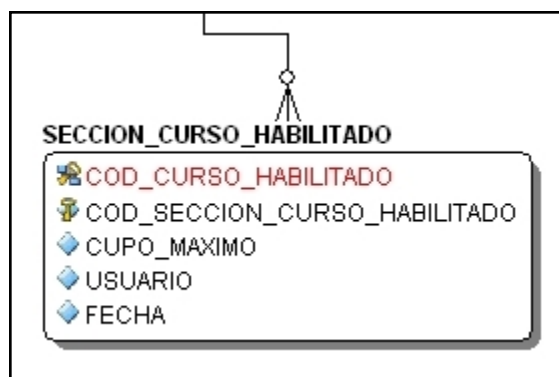 SECCION_CURSO_HABILITADO
COD_CURSO_HABILITADO
COD_SECCION_CURSO_HABILITADO
CUPO_MAXIMO
USUARIO
FECHA